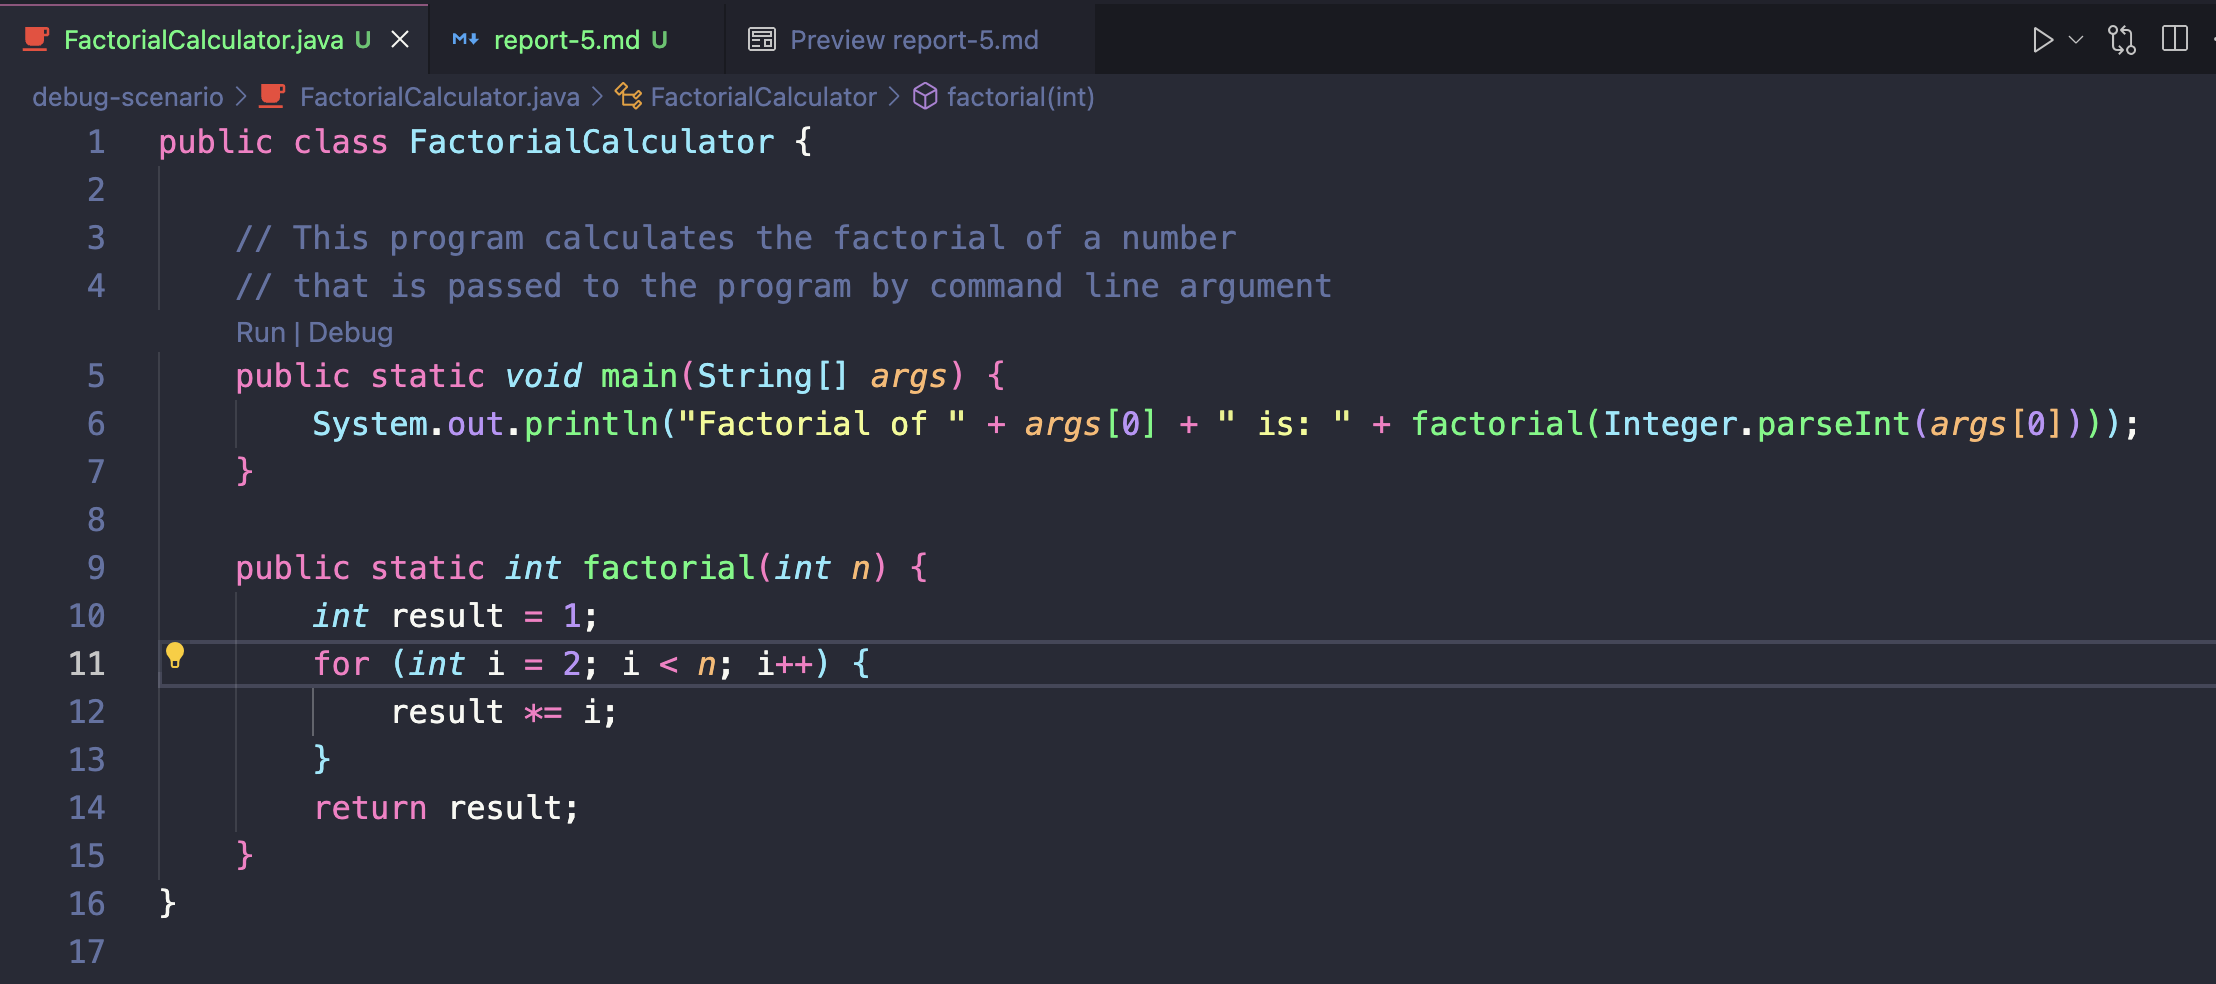 FactorialCalculator.java U
report-5.md U
Preview report-5.md
debug-scenario > FactorialCalculator.java > FactorialCalculator > factorial(int)
1 public class FactorialCalculator {
2
3     // This program calculates the factorial of a number
4     // that is passed to the program by command line argument
Run | Debug
5     public static void main(String[] args) {
6         System.out.println("Factorial of " + args[0] + " is: " + factorial(Integer.parseInt(args[0])));
7     }
8
9     public static int factorial(int n) {
10         int result = 1;
11         for (int i = 2; i < n; i++) {
12             result *= i;
13         }
14         return result;
15     }
16 }
17